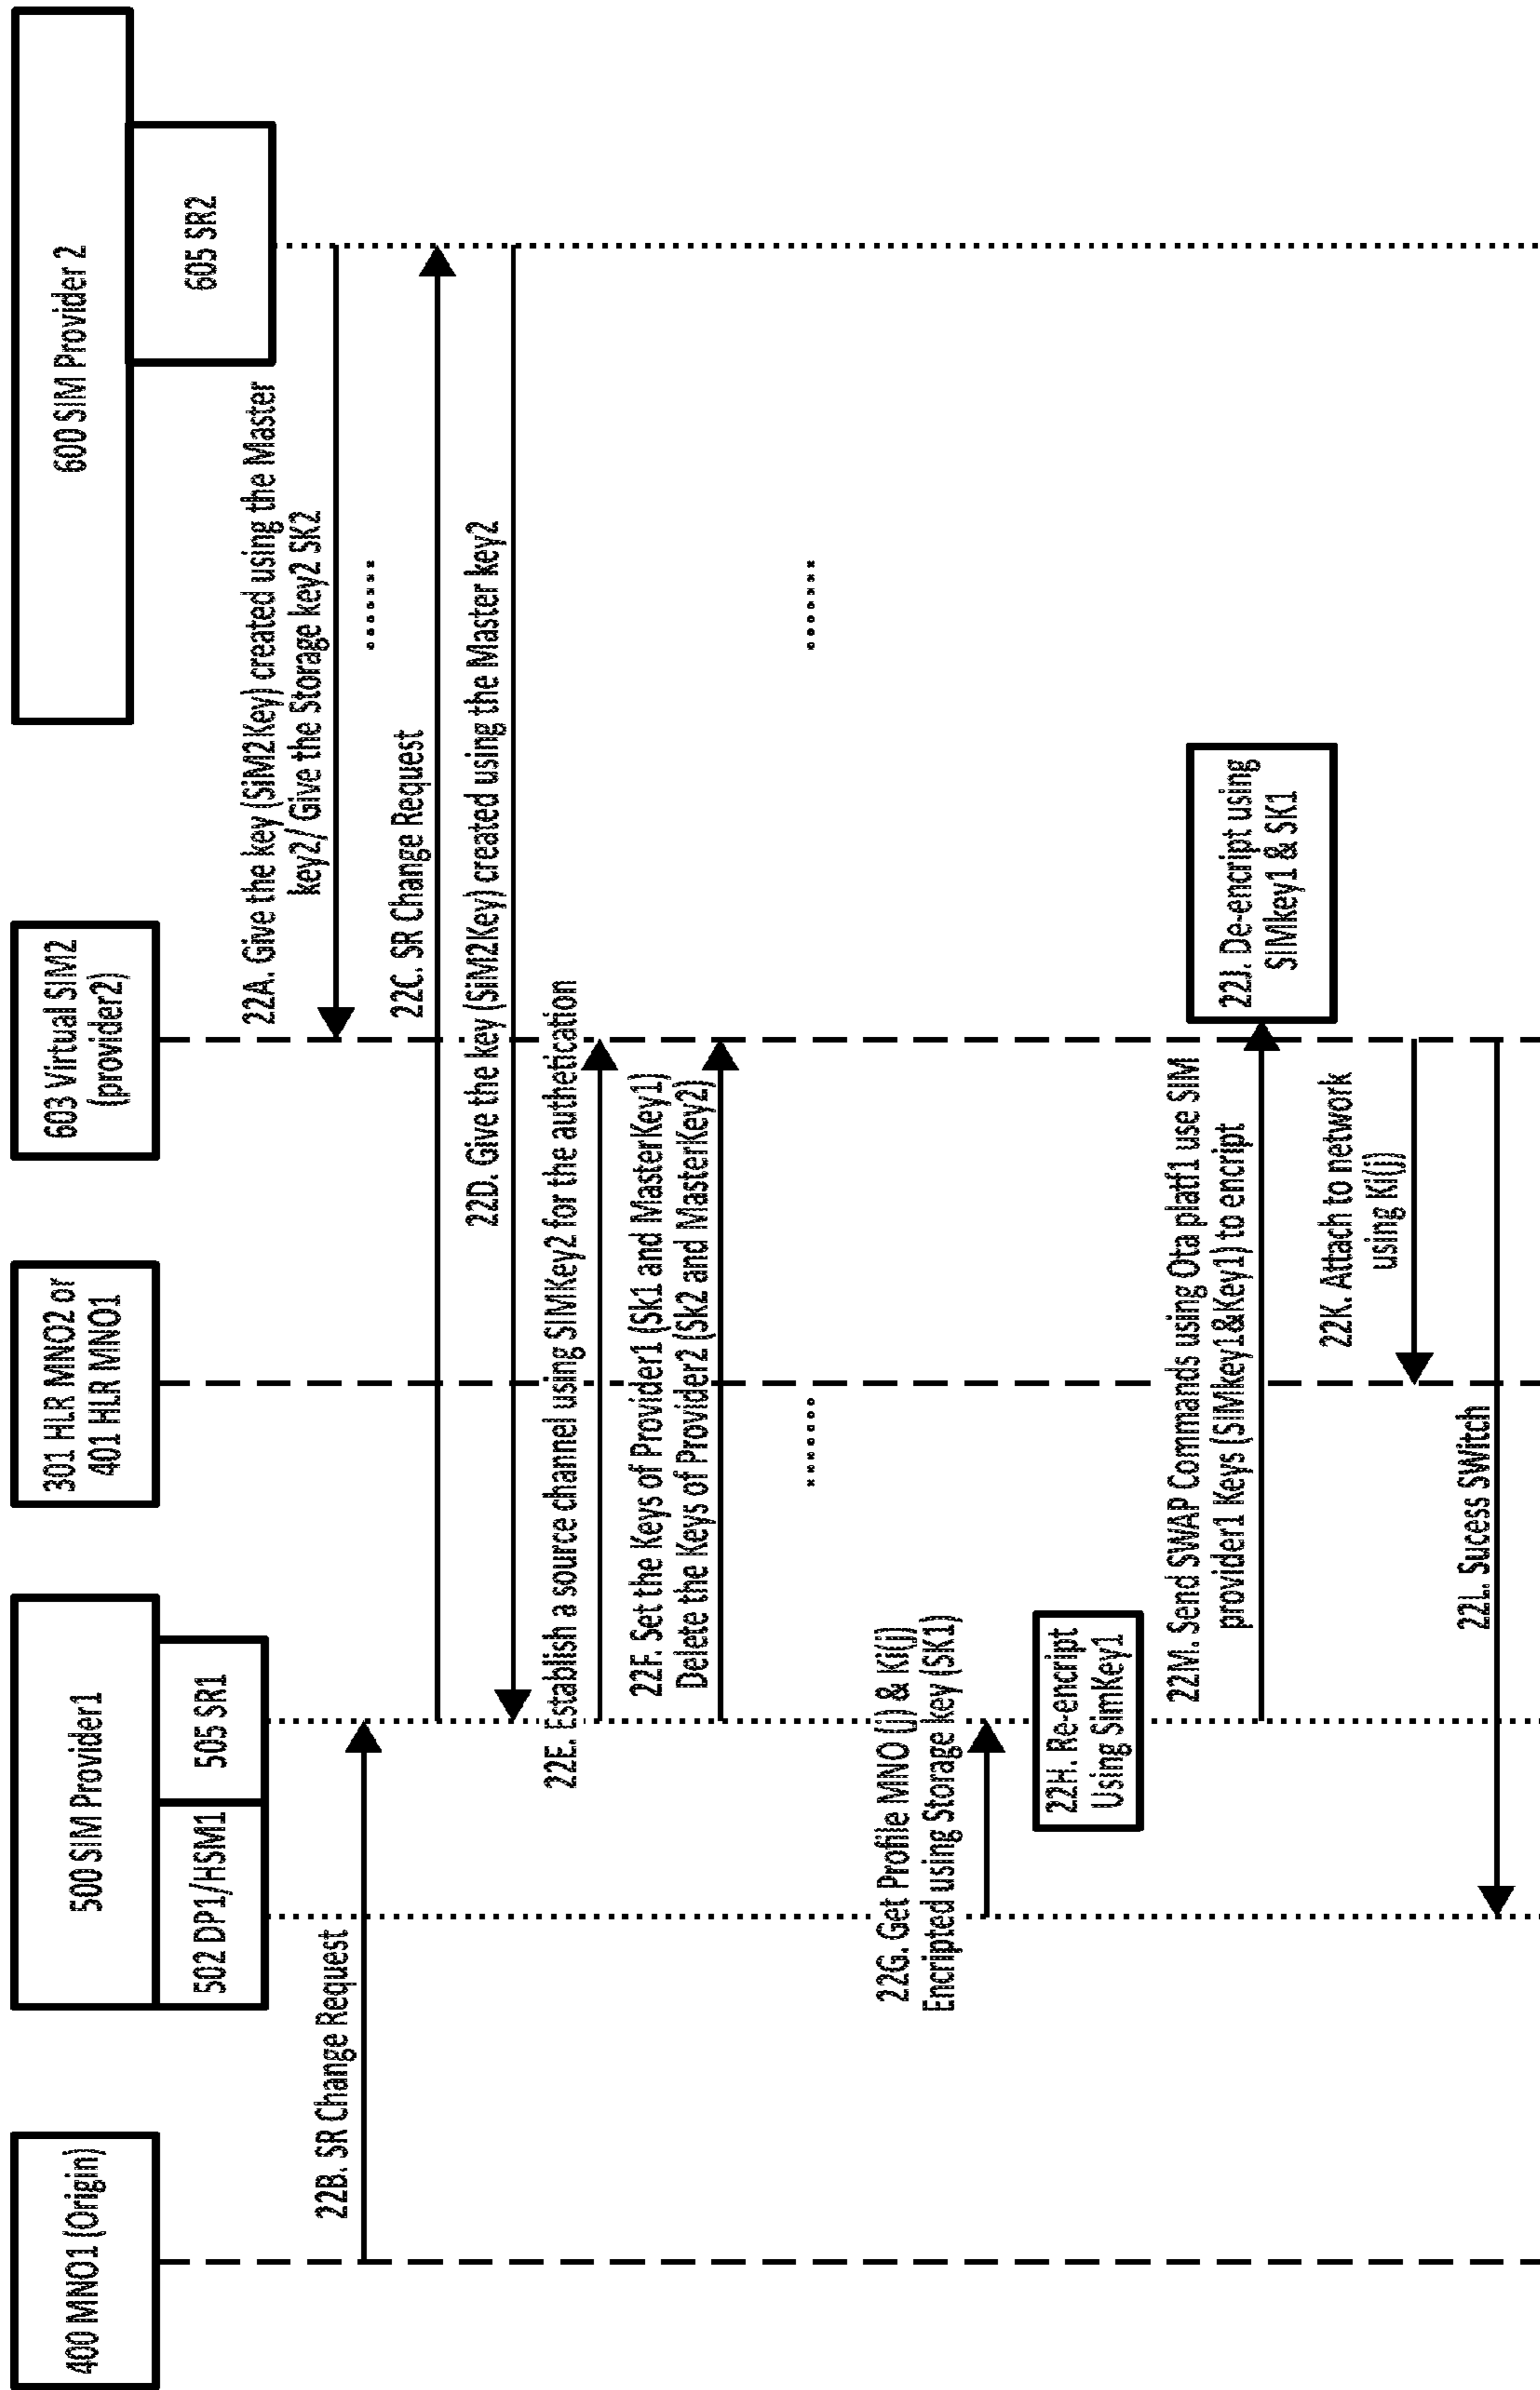 400 MNO1 (Origin)
500 SIM Provider1
502 DP1/HSM1
505 SR1
301 HLR MNO2 or
401 HLR MNO1
603 Virtual SIM2
(provider2)
600 SIM Provider 2
605 SR2
22A. Give the key (SiM2Key) created using the Master
key2/ Give the Storage key2 SK2
22B. SR Change Request
22C. SR Change Request
22D. Give the key (SiM2Key) created using the Master key2
22E. Establish a source channel using SIMKey2 for the authetication
22F. Set the Keys of Provider1 (Sk1 and MasterKey1)
Delete the Keys of Provider2 (Sk2 and MasterKey2)
22G. Get Profile MNO (j) & Ki(j)
Encripted using Storage key (SK1)
22H. Re-encript
Using SimKey1
22M. Send SWAP Commands using Ota platf1 use SIM
provider1 Keys (SIMkey1&Key1) to encript
22J. De-encript using
SIMkey1 & SK1
22K. Attach to network
using Ki(j)
22L. Sucess SWitch